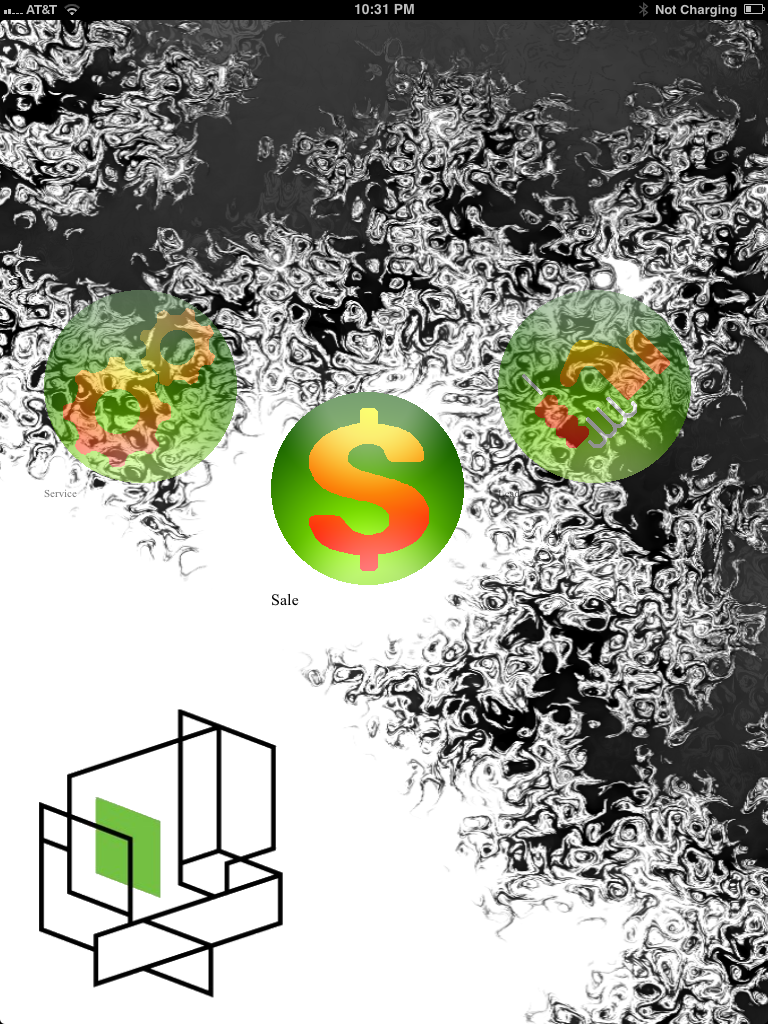 AT&T 10:31 PM Not Charging
$
Service
Sale